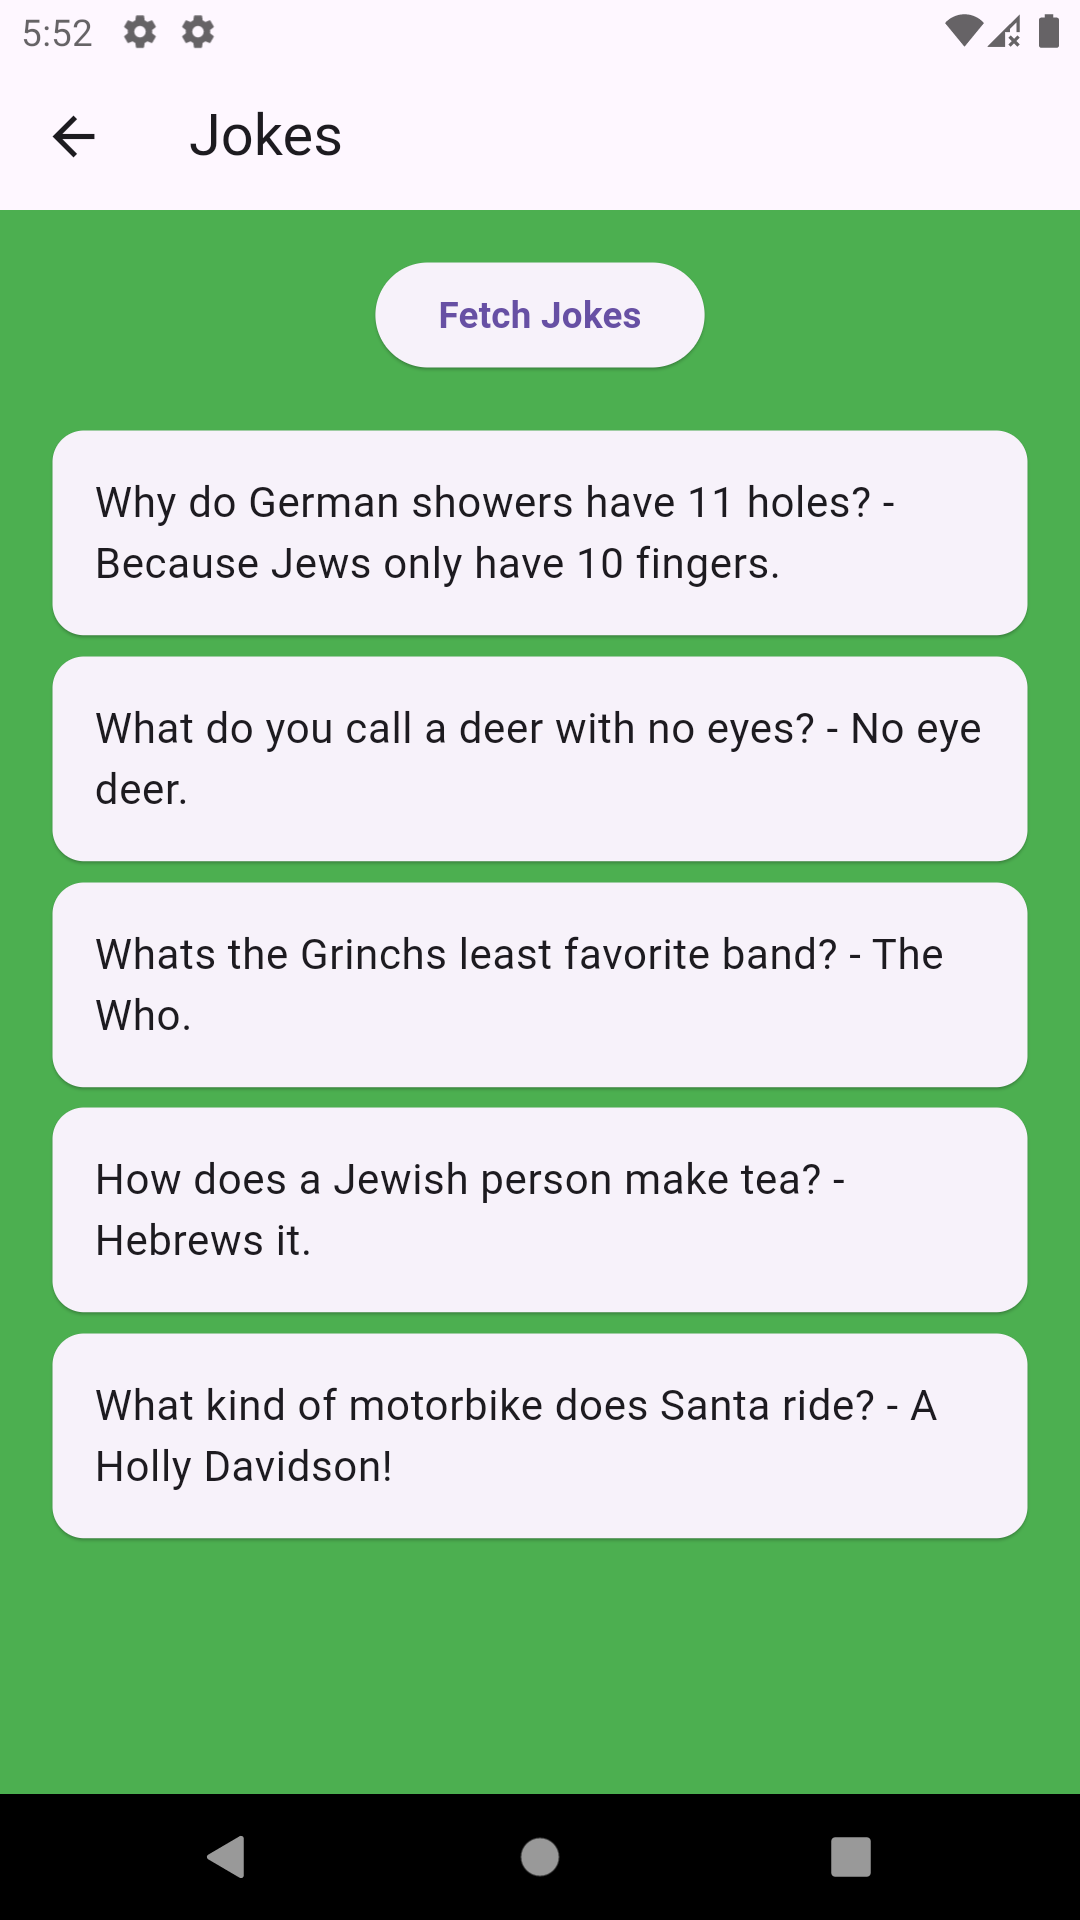 5:52
Jokes
Fetch Jokes
Why do German showers have 11 holes? -
Because Jews only have 10 fingers.
What do you call a deer with no eyes? - No eye
deer.
Whats the Grinchs least favorite band? - The
Who.
How does a Jewish person make tea? -
Hebrews it.
What kind of motorbike does Santa ride? - A
Holly Davidson!